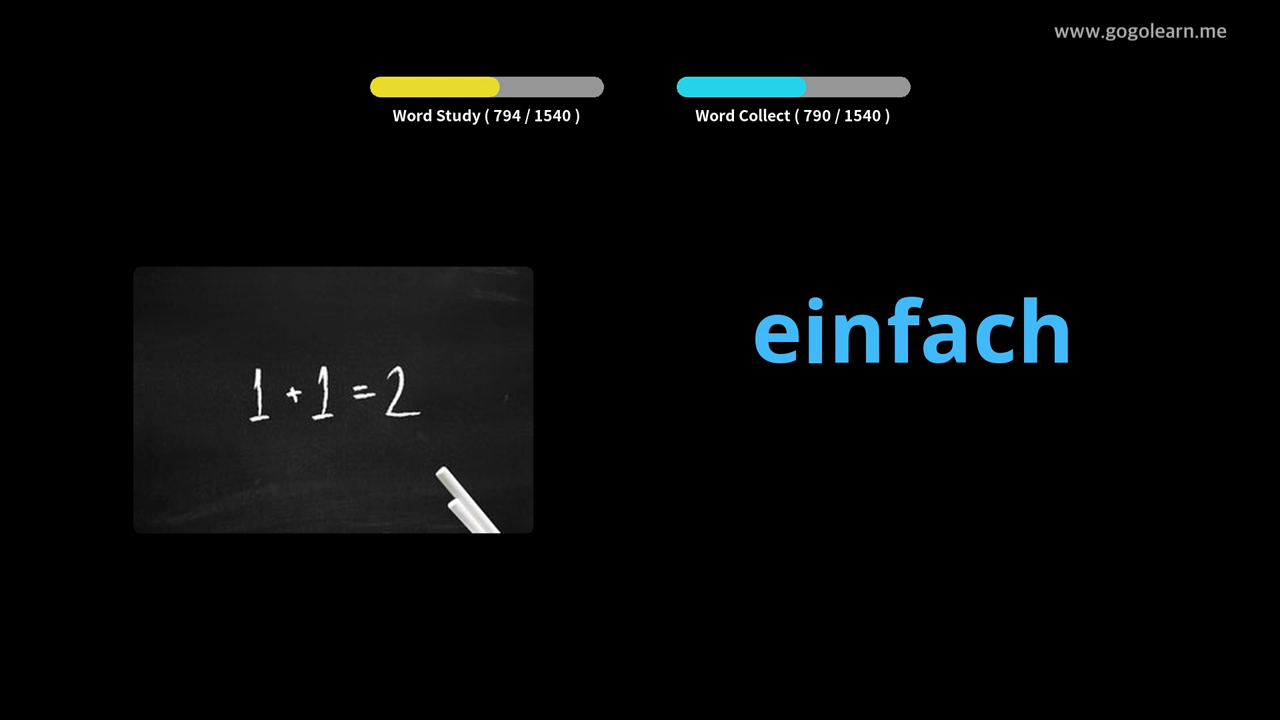 www.gogolearn.me
Word Study ( 794 / 1540 )
Word Collect ( 790 / 1540 )
einfach
1 + 1 = 2